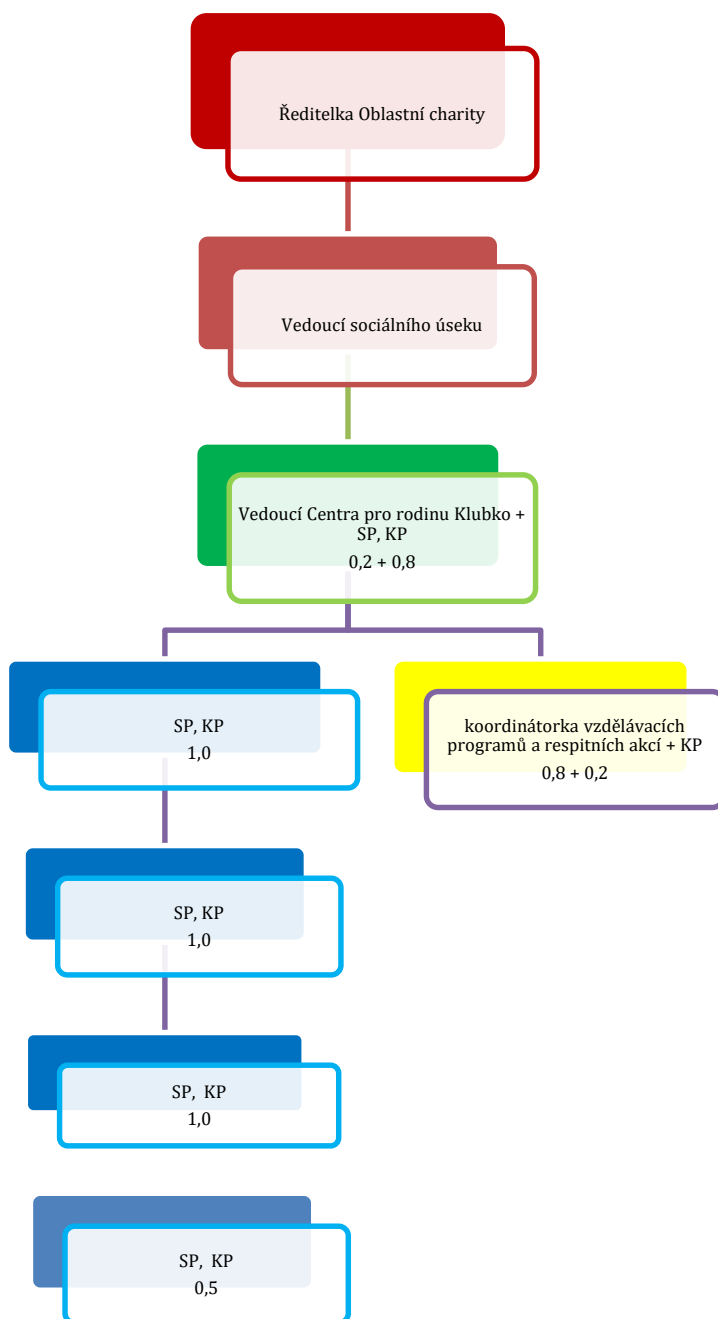 Ředitelka Oblastní charity
Vedoucí sociálního úseku
Vedoucí Centra pro rodinu Klubko +
SP, KP
0,2 + 0,8
SP, KP
1,0
koordinátorka vzdělávacích
programů a respitních akcí + KP
0,8 + 0,2
SP, KP
1,0
SP, KP
1,0
SP, KP
0,5